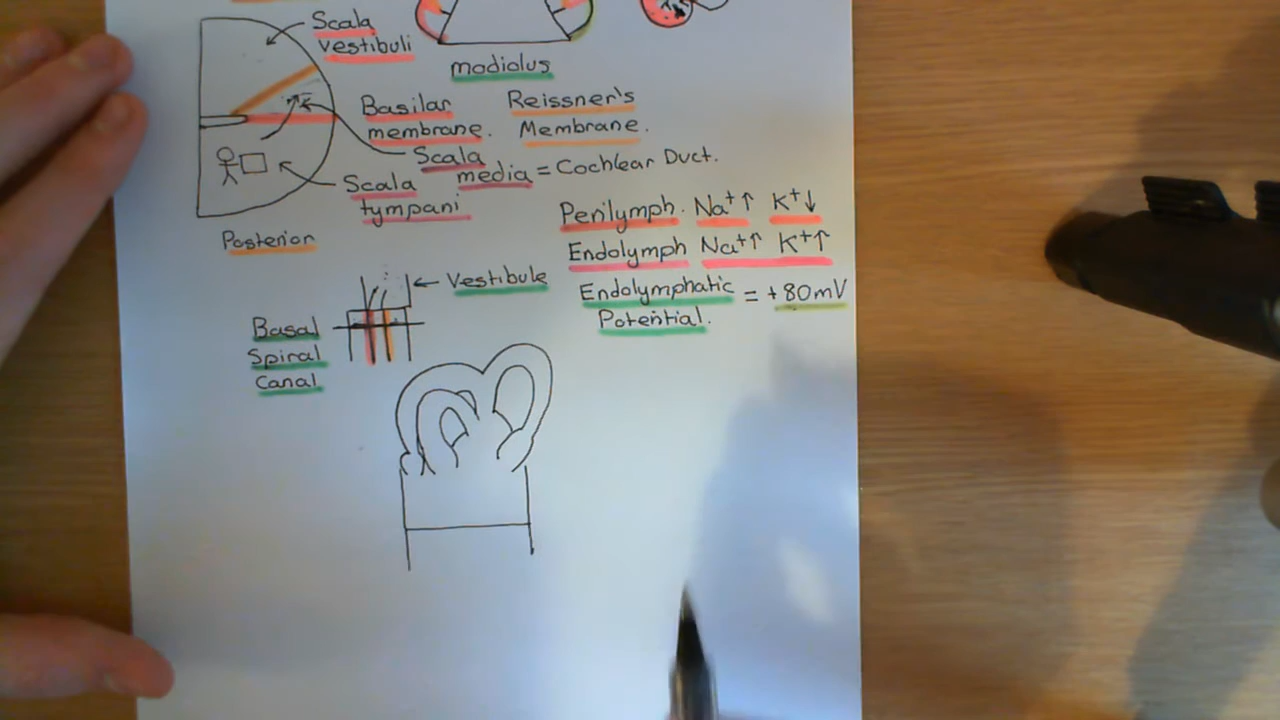 Scala
vestibuli
modiolus
Basilar
membrane.
Reissner's
Membrane.
Scala
media = Cochlear Duct.
Scala
tympani
Posterior
Perilymph. Na⁺↑ K⁺↓
Endolymph Na⁺↑ K⁺↑
Endolymphatic
Potential.
= +80mV
Vestibule
Basal
Spiral
Canal